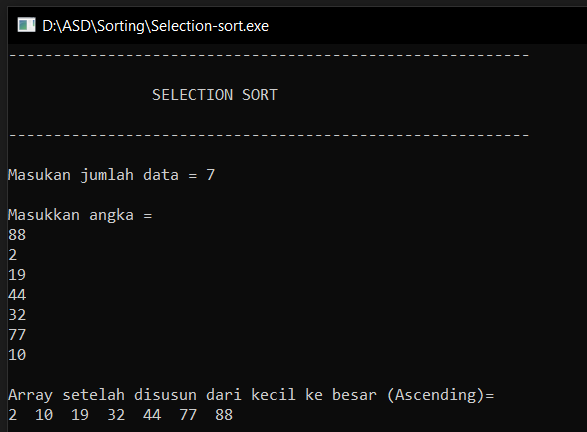 D:\ASD\Sorting\Selection-sort.exe
----------------------------------------------------------
SELECTION SORT
----------------------------------------------------------
Masukan jumlah data = 7
Masukkan angka =
88
2
19
44
32
77
10
Array setelah disusun dari kecil ke besar (Ascending)=
2  10  19  32  44  77  88